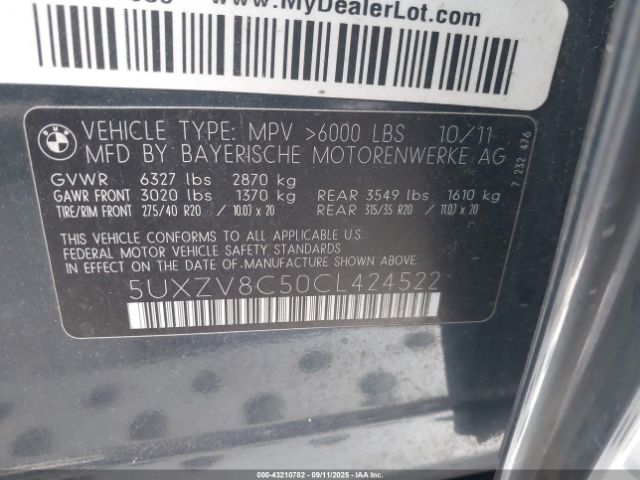 www.MyDealerLot.com
BMW
VEHICLE TYPE: MPV >6000 LBS 10/11
MFD BY BAYERISCHE MOTORENWERKE AG
GVWR 6327 lbs 2870 kg
GAWR FRONT 3020 lbs 1370 kg REAR 3549 lbs 1610 kg
TIRE/RIM FRONT 275/40 R20 / 10.0J x 20 REAR 315/35 R20 / 11.0J x 20
THIS VEHICLE CONFORMS TO ALL APPLICABLE U.S.
FEDERAL MOTOR VEHICLE SAFETY STANDARDS
IN EFFECT ON THE DATE OF MANUFACTURE SHOWN ABOVE.
5UXZV8C50CL424522
7 232 476
000-43210782 - 09/11/2025 - Copyright IAA, LLC